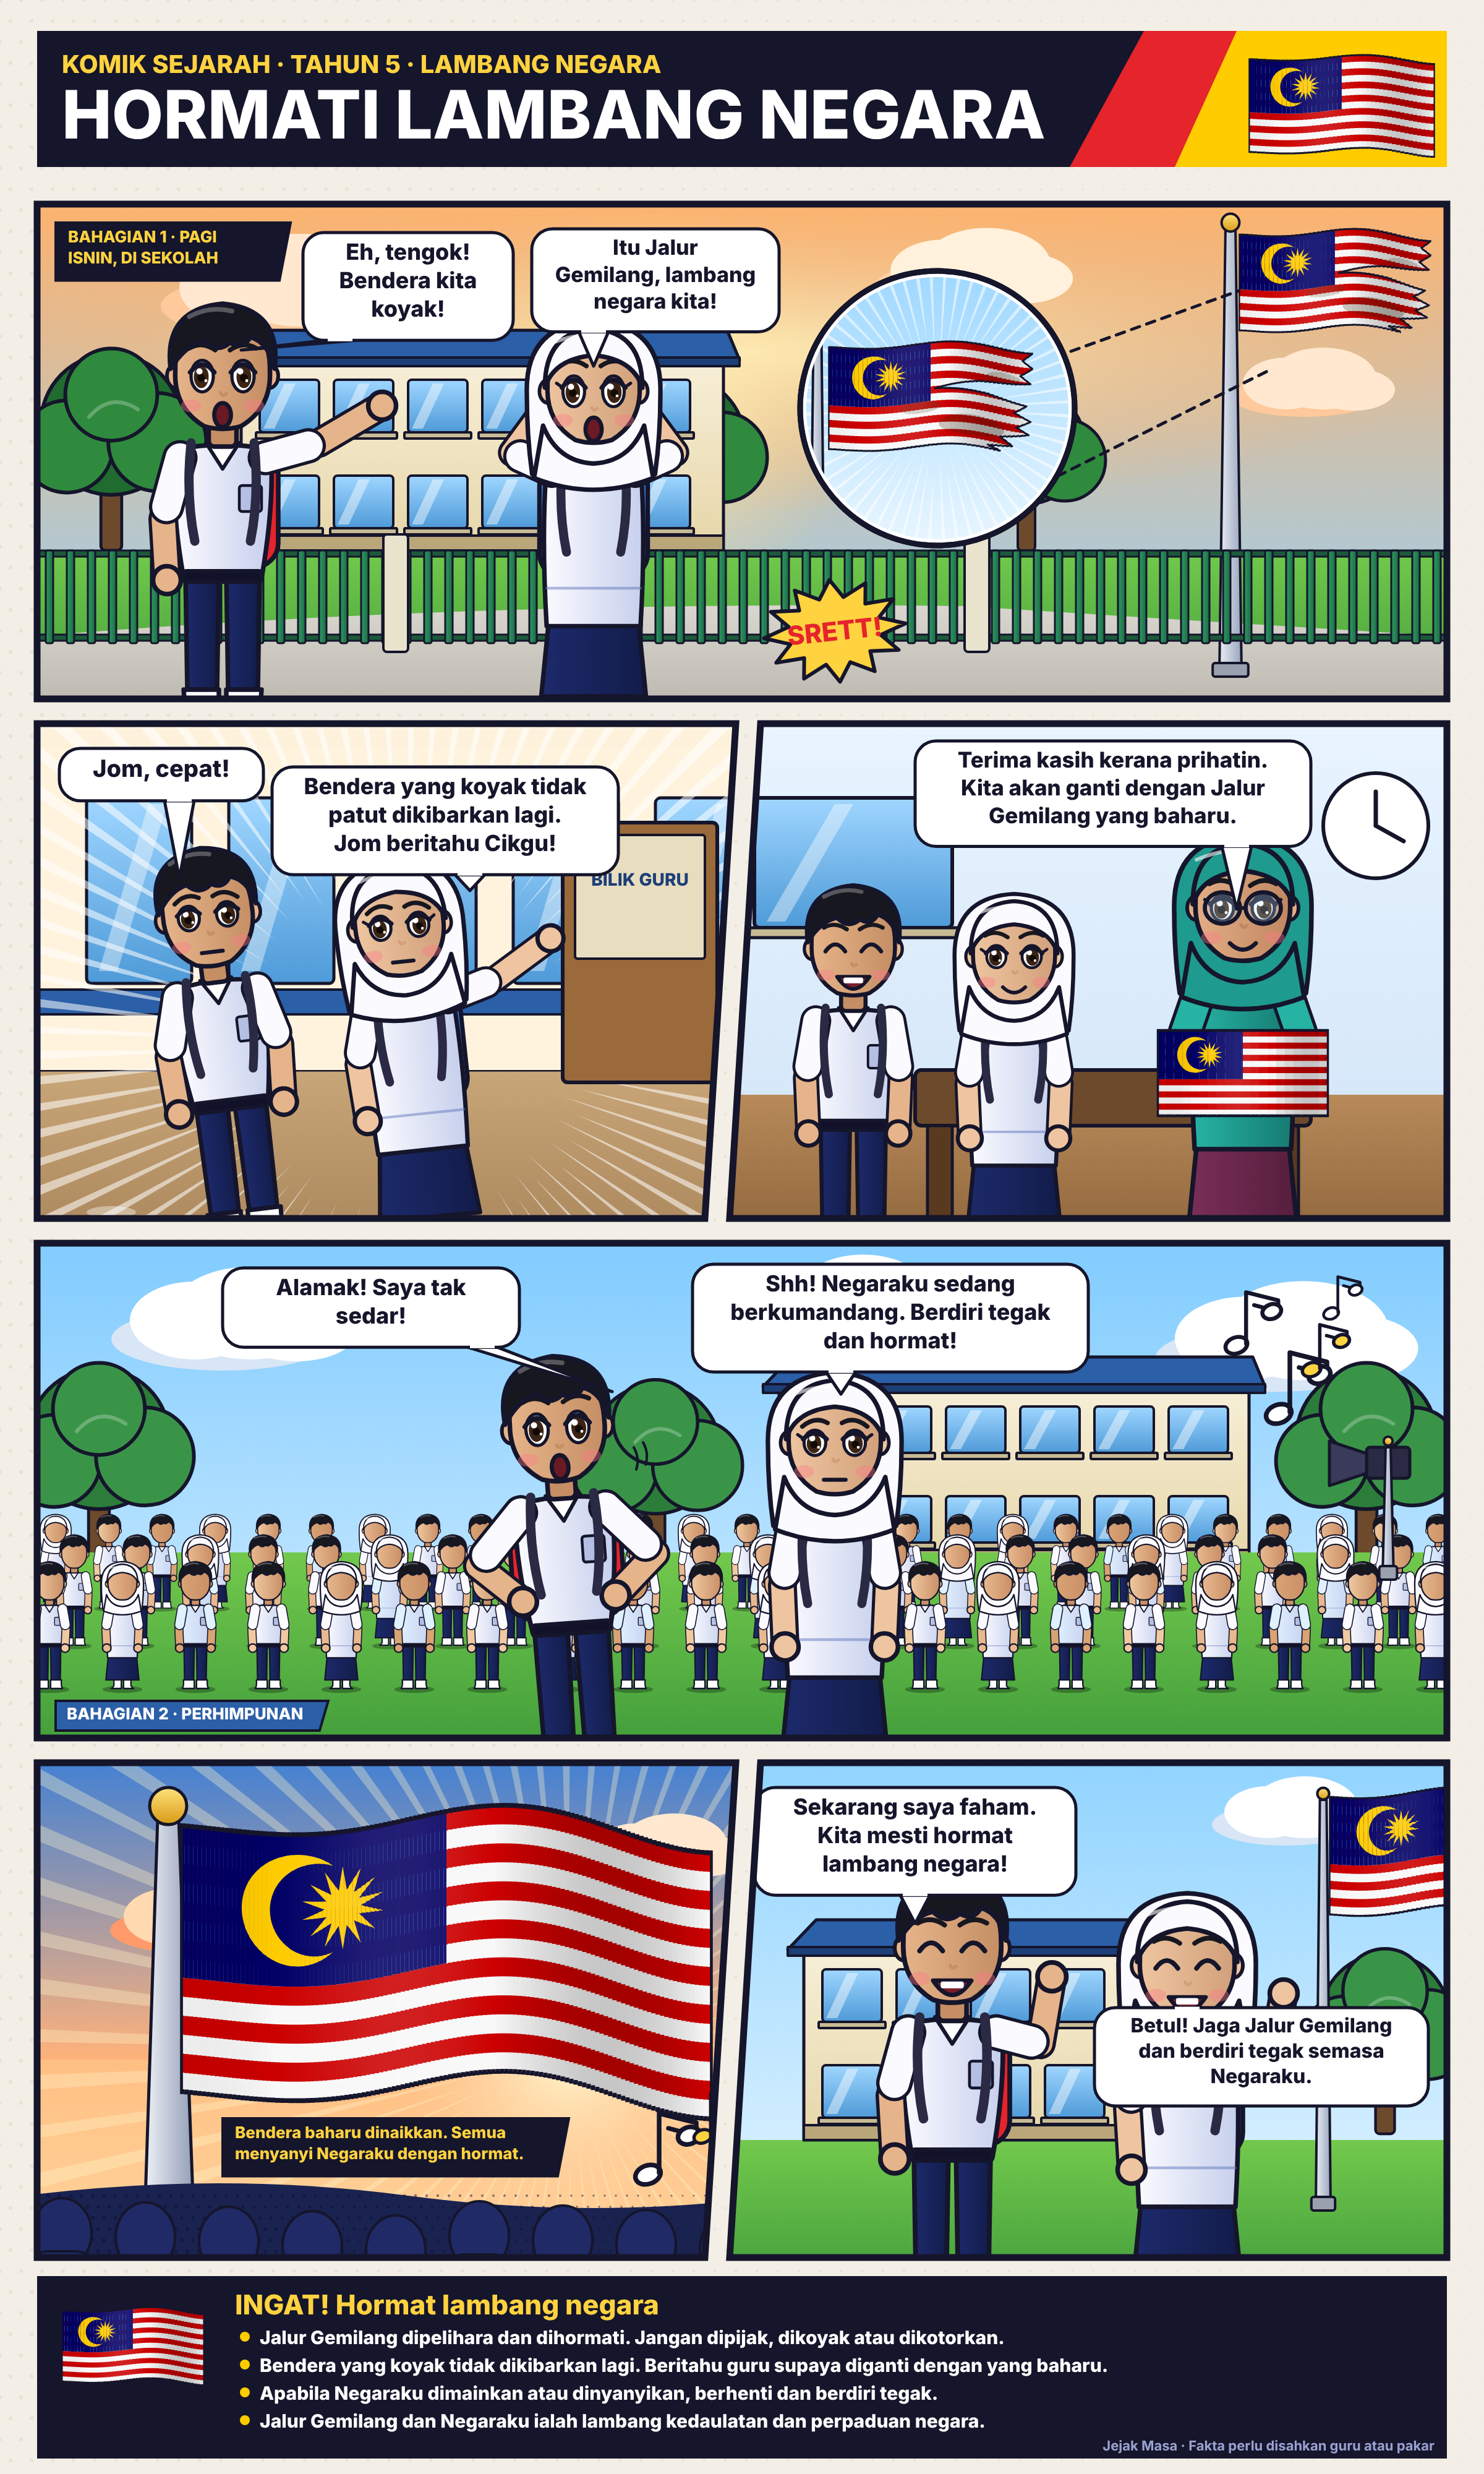 KOMIK SEJARAH · TAHUN 5 · LAMBANG NEGARA
HORMATI LAMBANG NEGARA
BAHAGIAN 1 · PAGI
ISNIN, DI SEKOLAH
Eh, tengok!
Bendera kita
koyak!
Itu Jalur
Gemilang, lambang
negara kita!
SRETT!
Jom, cepat!
Bendera yang koyak tidak
patut dikibarkan lagi.
Jom beritahu Cikgu!
BILIK GURU
Terima kasih kerana prihatin.
Kita akan ganti dengan Jalur
Gemilang yang baharu.
Alamak! Saya tak
sedar!
Shh! Negaraku sedang
berkumandang. Berdiri tegak
dan hormat!
BAHAGIAN 2 · PERHIMPUNAN
Bendera baharu dinaikkan. Semua
menyanyi Negaraku dengan hormat.
Sekarang saya faham.
Kita mesti hormat
lambang negara!
Betul! Jaga Jalur Gemilang
dan berdiri tegak semasa
Negaraku.
INGAT! Hormat lambang negara
Jalur Gemilang dipelihara dan dihormati. Jangan dipijak, dikoyak atau dikotorkan.
Bendera yang koyak tidak dikibarkan lagi. Beritahu guru supaya diganti dengan yang baharu.
Apabila Negaraku dimainkan atau dinyanyikan, berhenti dan berdiri tegak.
Jalur Gemilang dan Negaraku ialah lambang kedaulatan dan perpaduan negara.
Jejak Masa · Fakta perlu disahkan guru atau pakar